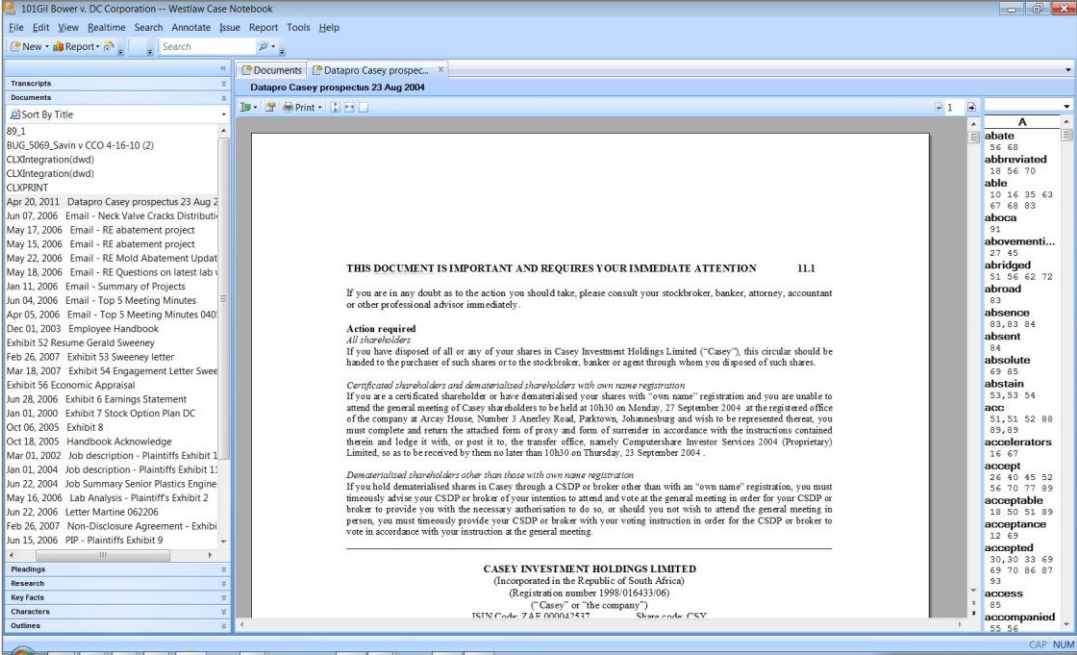 101Gil Bower v. DC Corporation -- Westlaw Case Notebook
File Edit View Realtime Search Annotate Issue Report Tools Help
New Report Search
Transcripts
Documents
Sort By Title
89_1
BUG_5069_Savin v CCO 4-16-10 (2)
CLXIntegration(dwd)
CLXIntegration(dwd)
CLXPRINT
Apr 20, 2011 Datapro Casey prospectus 23 Aug 2
Jun 07, 2006 Email - Neck Valve Cracks Distributi
May 17, 2006 Email - RE abatement project
May 15, 2006 Email - RE abatement project
May 22, 2006 Email - RE Mold Abatement Updat
May 18, 2006 Email - RE Questions on latest lab
Jan 11, 2006 Email - Summary of Projects
Jun 04, 2006 Email - Top 5 Meeting Minutes
Apr 05, 2006 Email - Top 5 Meeting Minutes 040
Dec 01, 2003 Employee Handbook
Exhibit 52 Resume Gerald Sweeney
Feb 26, 2007 Exhibit 53 Sweeney letter
Mar 18, 2007 Exhibit 54 Engagement Letter Swee
Exhibit 56 Economic Appraisal
Jun 28, 2006 Exhibit 6 Earnings Statement
Jan 01, 2000 Exhibit 7 Stock Option Plan DC
Oct 06, 2005 Exhibit 8
Oct 18, 2005 Handbook Acknowledge
Mar 01, 2002 Job description - Plaintiffs Exhibit 1
Jan 01, 2004 Job description - Plaintiffs Exhibit 11
Jun 22, 2004 Job Summary Senior Plastics Engine
May 16, 2006 Lab Analysis - Plaintiff's Exhibit 2
Jun 22, 2006 Letter Martine 062206
Feb 26, 2007 Non-Disclosure Agreement - Exhibi
Jun 15, 2006 PIP - Plaintiffs Exhibit 9
Pleadings
Research
Key Facts
Characters
Outlines
Documents Datapro Casey prospec...
Datapro Casey prospectus 23 Aug 2004
Print 1
THIS DOCUMENT IS IMPORTANT AND REQUIRES YOUR IMMEDIATE ATTENTION 11.1
If you are in any doubt as to the action you should take, please consult your stockbroker, banker, attorney, accountant
or other professional advisor immediately.
Action required
All shareholders
If you have disposed of all or any of your shares in Casey Investment Holdings Limited (“Casey”), this circular should be
handed to the purchaser of such shares or to the stockbroker, banker or agent through whom you disposed of such shares.
Certificated shareholders and dematerialised shareholders with own name registration
If you are a certificated shareholder or have dematerialised your shares with “own name” registration and you are unable to
attend the general meeting of Casey shareholders to be held at 10h30 on Monday, 27 September 2004 at the registered office
of the company at Arcay House, Number 3 Anerley Road, Parktown, Johannesburg and wish to be represented thereat, you
must complete and return the attached form of proxy and form of surrender in accordance with the instructions contained
therein and lodge it with, or post it to, the transfer office, namely Computershare Investor Services 2004 (Proprietary)
Limited, so as to be received by them no later than 10h30 on Thursday, 23 September 2004 .
Dematerialised shareholders other than those with own name registration
If you hold dematerialised shares in Casey through a CSDP or broker other than with an “own name” registration, you must
timeously advise your CSDP or broker of your intention to attend and vote at the general meeting in order for your CSDP or
broker to provide you with the necessary authorisation to do so, or should you not wish to attend the general meeting in
person, you must timeously provide your CSDP or broker with your voting instruction in order for the CSDP or broker to
vote in accordance with your instruction at the general meeting.
CASEY INVESTMENT HOLDINGS LIMITED
(Incorporated in the Republic of South Africa)
(Registration number 1998/016433/06)
(“Casey” or “the company”)
ISIN Code: ZAE 000042537 Share code: CSY
A
abate
56 68
abbreviated
18 56 70
able
10 16 35 63
67 68 83
aboca
91
abovementi...
27 45
abridged
51 56 62 72
abroad
83
absence
83,83 84
absent
84
absolute
69 85
abstain
53,53 54
acc
51,51 52 88
89,89
accelerators
16 67
accept
26 40 45 52
56 70 77 89
acceptable
18 50 51 89
acceptance
12 69
accepted
30,30 33 69
69 70 86 87
93
access
85
accompanied
55 56
CAP NUM